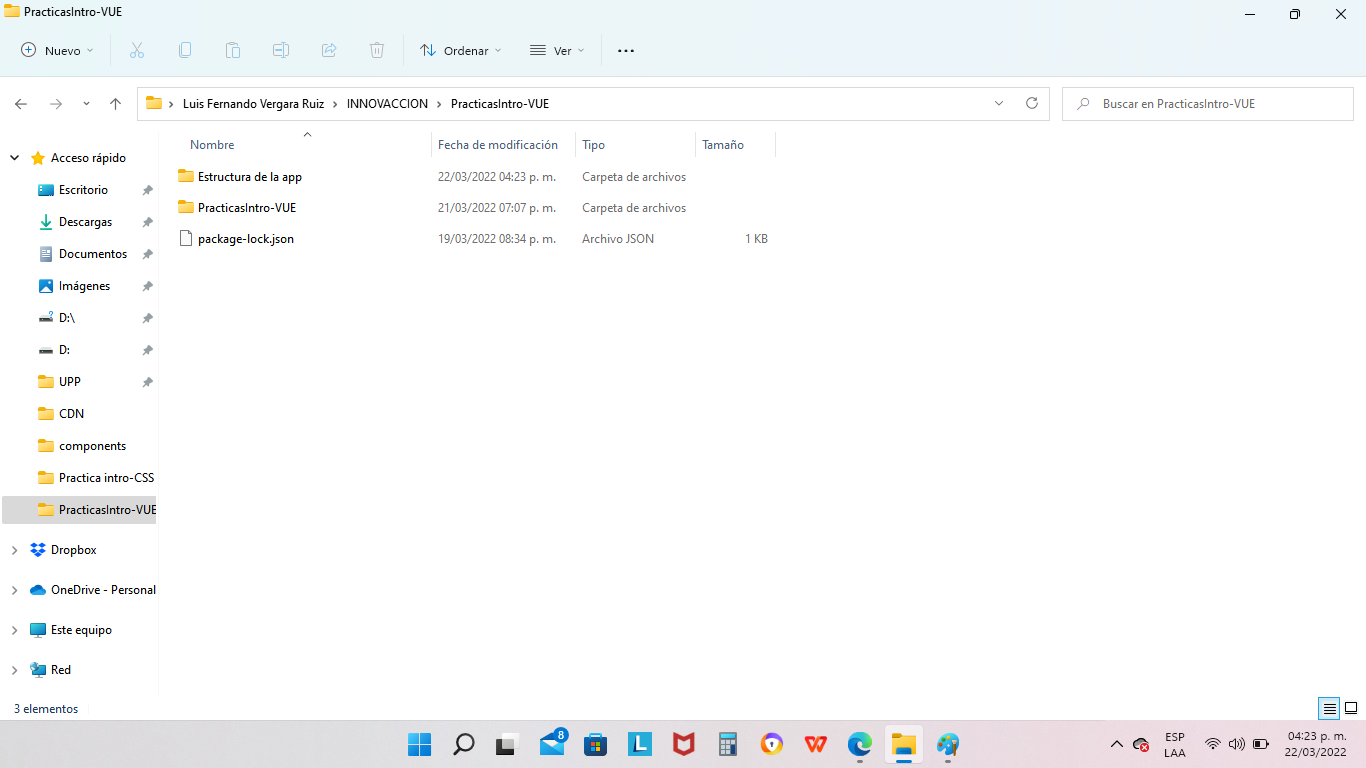 PracticasIntro-VUE
Nuevo
Ordenar
Ver
Luis Fernando Vergara Ruiz > INNOVACCION > PracticasIntro-VUE
Buscar en PracticasIntro-VUE
Nombre Fecha de modificación Tipo Tamaño
Estructura de la app 22/03/2022 04:23 p. m. Carpeta de archivos
PracticasIntro-VUE 21/03/2022 07:07 p. m. Carpeta de archivos
package-lock.json 19/03/2022 08:34 p. m. Archivo JSON 1 KB
Acceso rápido
Escritorio
Descargas
Documentos
Imágenes
D:\
D:
UPP
CDN
components
Practica intro-CSS
PracticasIntro-VUE
Dropbox
OneDrive - Personal
Este equipo
Red
3 elementos
8
L
W
ESP
LAA
04:23 p. m.
22/03/2022